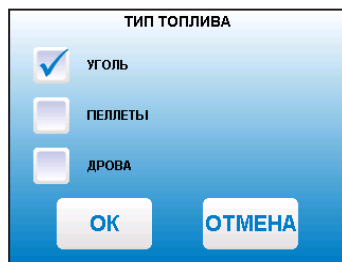 ТИП ТОПЛИВА
УГОЛЬ
ПЕЛЛЕТЫ
ДРОВА
ОК ОТМЕНА